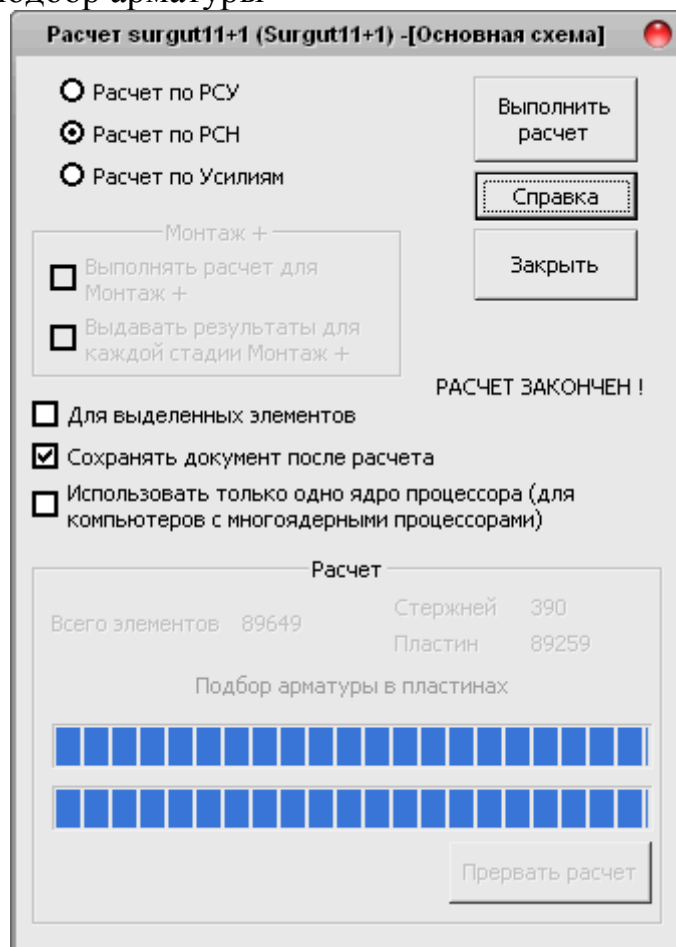 подбор арматуры
Расчет surgut11+1 (Surgut11+1) -[Основная схема]
Расчет по РСУ
Расчет по РСН
Расчет по Усилиям
Выполнить
расчет
Справка
Закрыть
Монтаж +
Выполнять расчет для
Монтаж +
Выдавать результаты для
каждой стадии Монтаж +
РАСЧЕТ ЗАКОНЧЕН !
Для выделенных элементов
Сохранять документ после расчета
Использовать только одно ядро процессора (для
компьютеров с многоядерными процессорами)
Расчет
Всего элементов 89649
Стержней 390
Пластин 89259
Подбор арматуры в пластинах
Прервать расчет